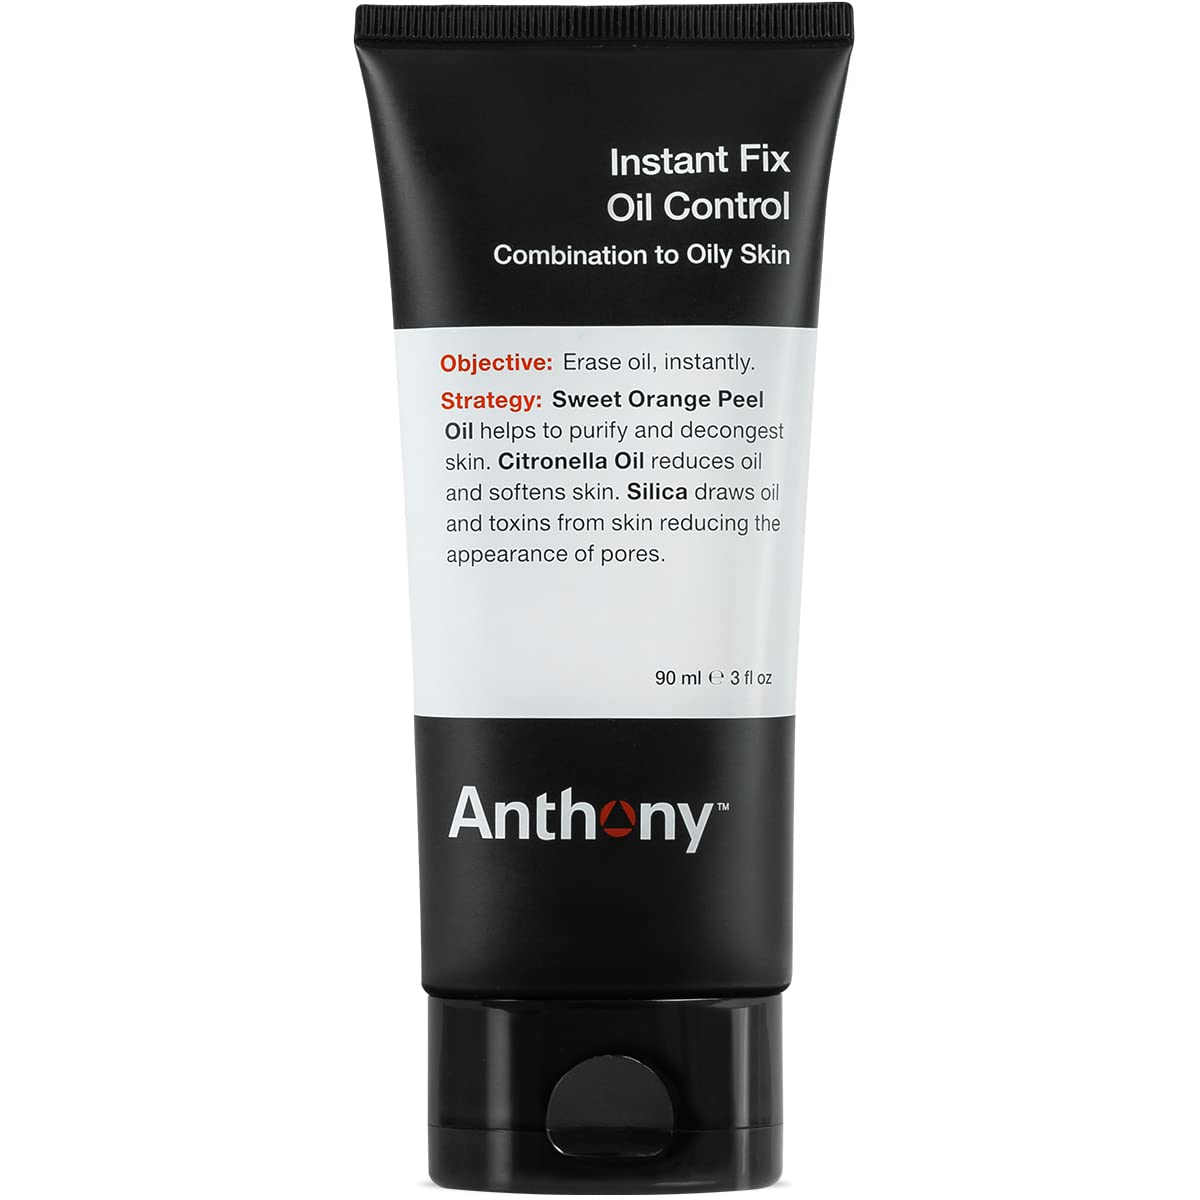 Instant Fix
Oil Control
Combination to Oily Skin
Objective: Erase oil, instantly.
Strategy: Sweet Orange Peel
Oil helps to purify and decongest
skin. Citronella Oil reduces oil
and softens skin. Silica draws oil
and toxins from skin reducing the
appearance of pores.
90 ml ℮ 3 fl oz
Anthony™